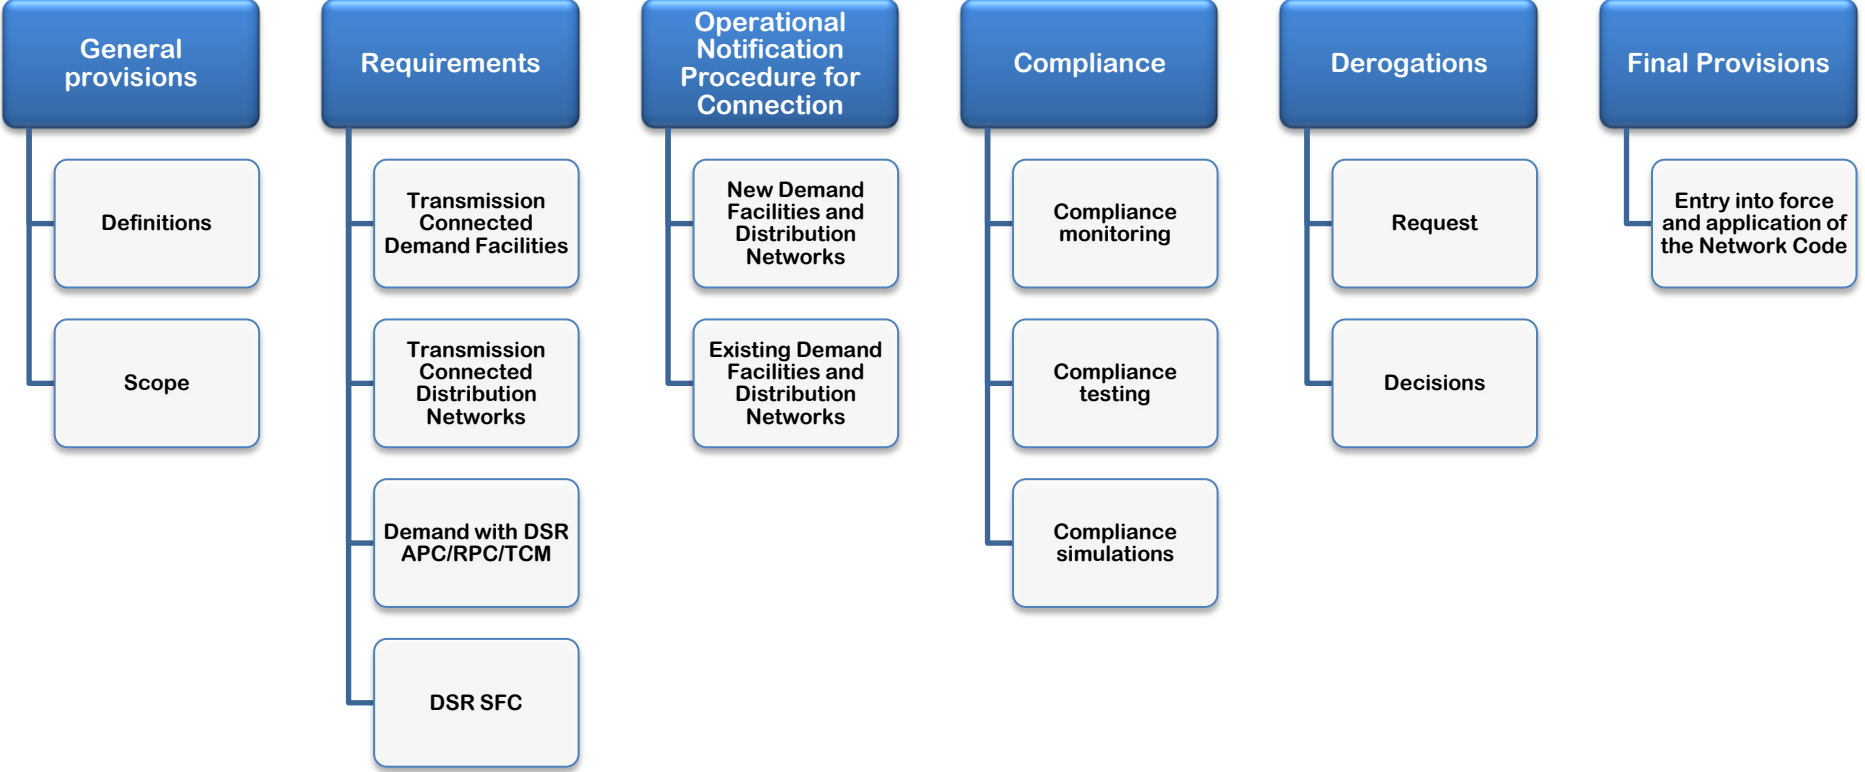 General
provisions
Definitions
Scope
Requirements
Transmission
Connected
Demand Facilities
Transmission
Connected
Distribution
Networks
Demand with DSR
APC/RPC/TCM
DSR SFC
Operational
Notification
Procedure for
Connection
New Demand
Facilities and
Distribution
Networks
Existing Demand
Facilities and
Distribution
Networks
Compliance
Compliance
monitoring
Compliance
testing
Compliance
simulations
Derogations
Request
Decisions
Final Provisions
Entry into force
and application of
the Network Code